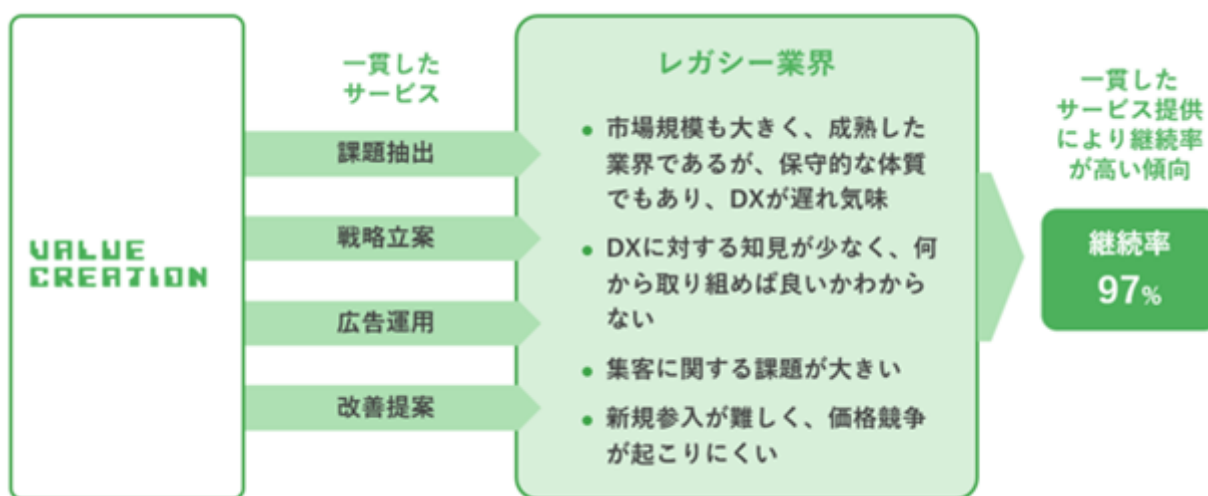 VALUE
CREATION
一貫した
サービス
課題抽出
戦略立案
広告運用
改善提案
レガシー業界
• 市場規模も大きく、成熟した
業界であるが、保守的な体質
でもあり、DXが遅れ気味
• DXに対する知見が少なく、何
から取り組めば良いかわから
ない
• 集客に関する課題が大きい
• 新規参入が難しく、価格競争
が起こりにくい
一貫した
サービス提供
により継続率
が高い傾向
継続率
97%